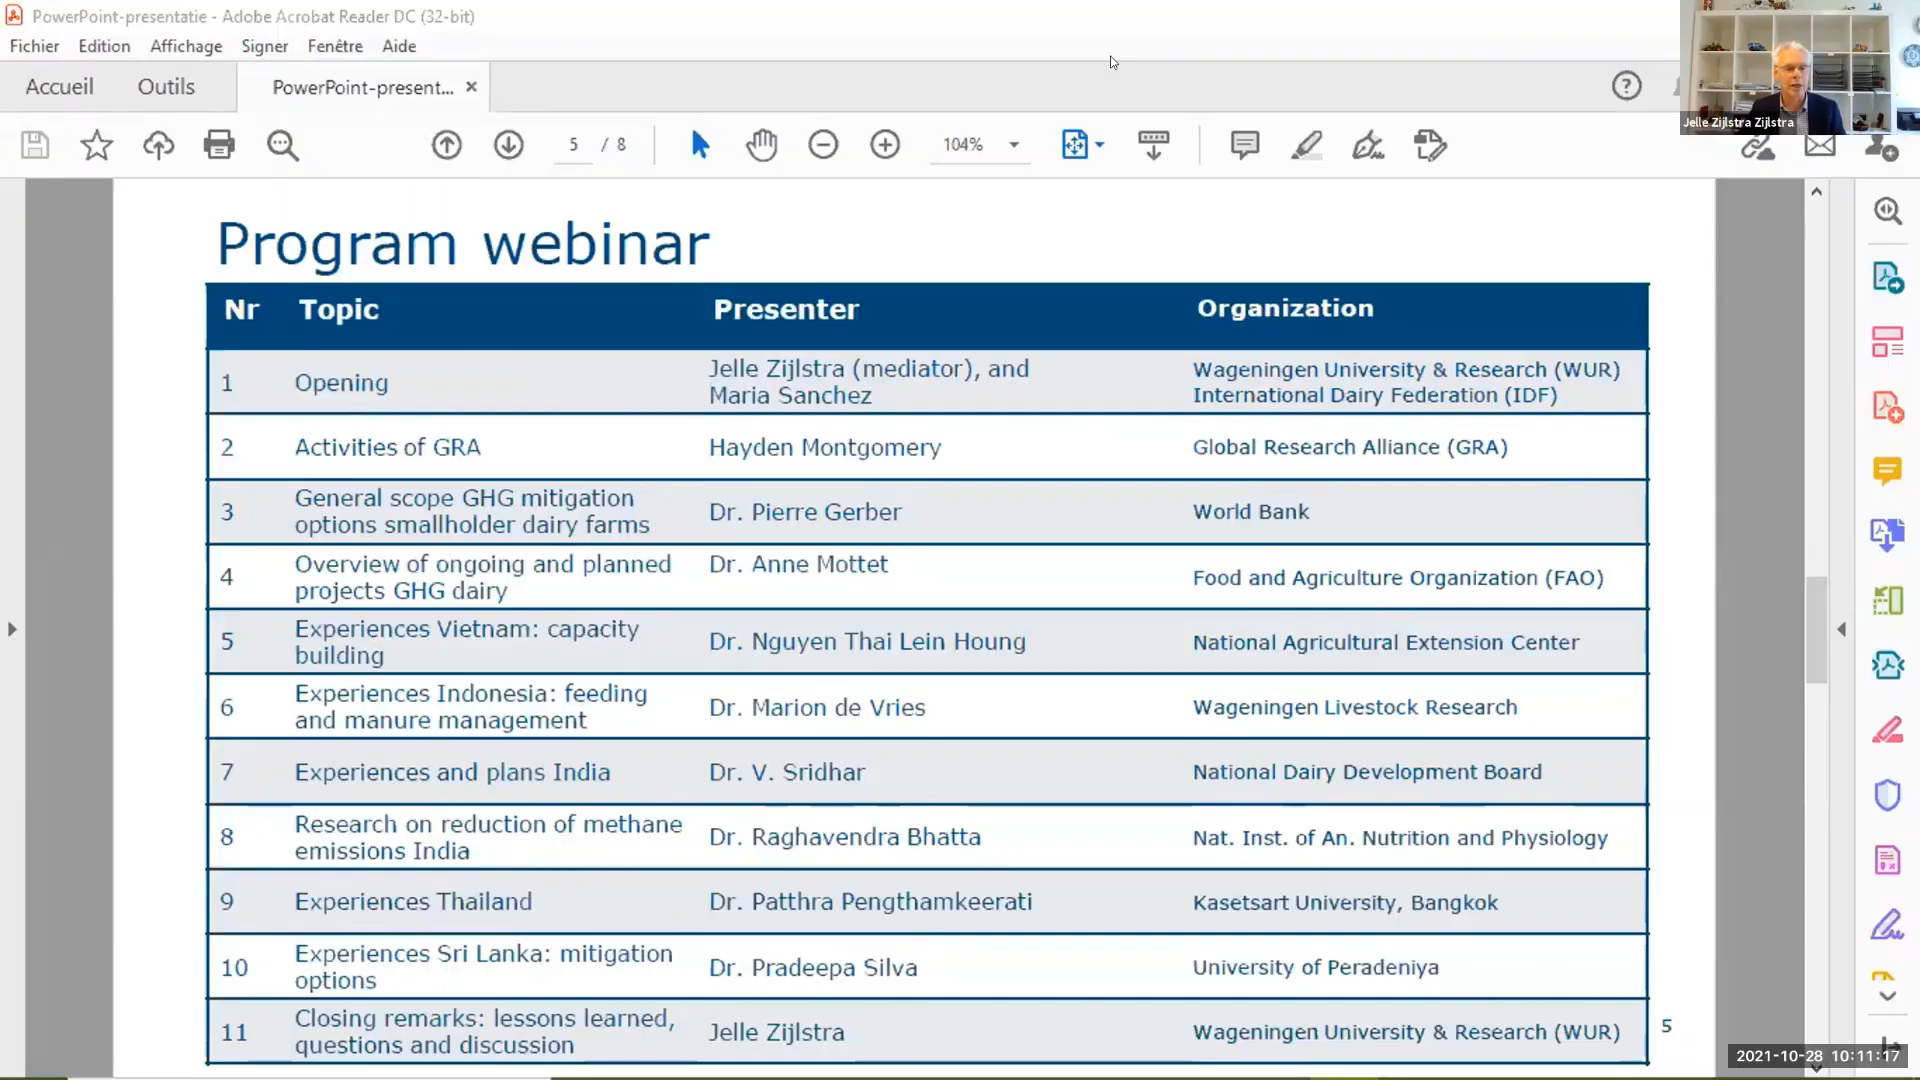 PowerPoint-presentatie - Adobe Acrobat Reader DC (32-bit)
Fichier Edition Affichage Signer Fenêtre Aide
Accueil Outils PowerPoint-present... ×
5 / 8 104%
Jelle Zijlstra Zijlstra
Program webinar
Nr Topic Presenter Organization
1 Opening Jelle Zijlstra (mediator), and Maria Sanchez Wageningen University & Research (WUR) International Dairy Federation (IDF)
2 Activities of GRA Hayden Montgomery Global Research Alliance (GRA)
3 General scope GHG mitigation options smallholder dairy farms Dr. Pierre Gerber World Bank
4 Overview of ongoing and planned projects GHG dairy Dr. Anne Mottet Food and Agriculture Organization (FAO)
5 Experiences Vietnam: capacity building Dr. Nguyen Thai Lein Houng National Agricultural Extension Center
6 Experiences Indonesia: feeding and manure management Dr. Marion de Vries Wageningen Livestock Research
7 Experiences and plans India Dr. V. Sridhar National Dairy Development Board
8 Research on reduction of methane emissions India Dr. Raghavendra Bhatta Nat. Inst. of An. Nutrition and Physiology
9 Experiences Thailand Dr. Patthra Pengthamkeerati Kasetsart University, Bangkok
10 Experiences Sri Lanka: mitigation options Dr. Pradeepa Silva University of Peradeniya
11 Closing remarks: lessons learned, questions and discussion Jelle Zijlstra Wageningen University & Research (WUR)
5
2021-10-28 10:11:17